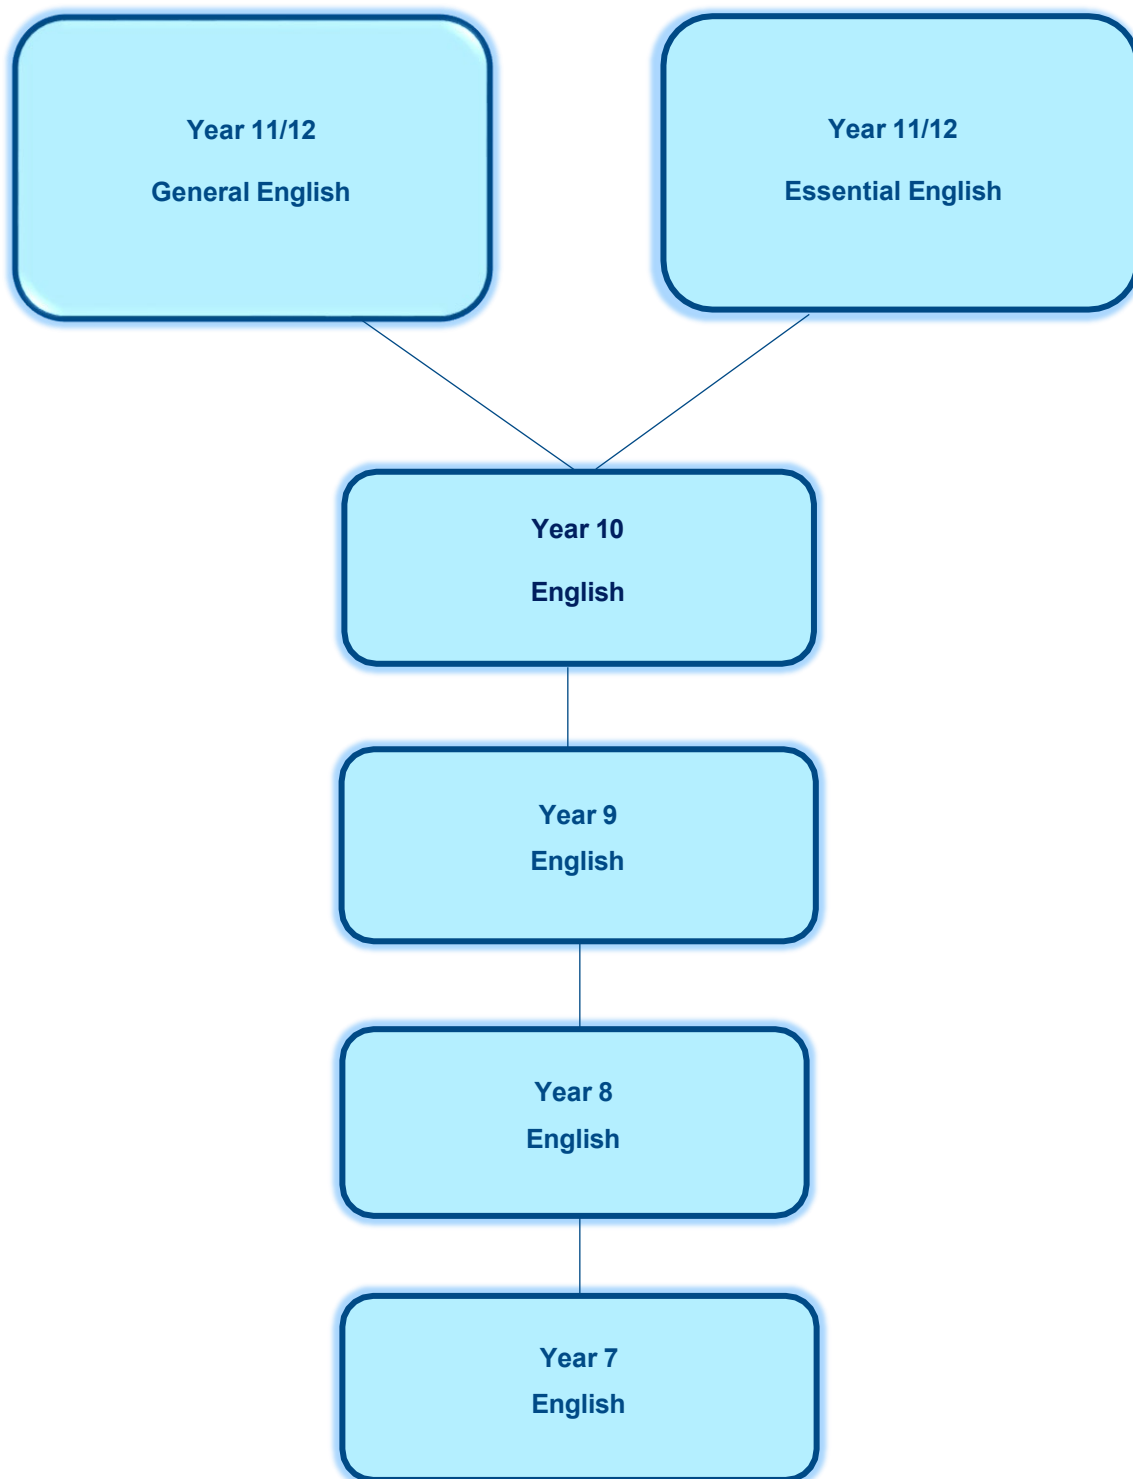 Year 11/12
General English
Year 11/12
Essential English
Year 10
English
Year 9
English
Year 8
English
Year 7
English